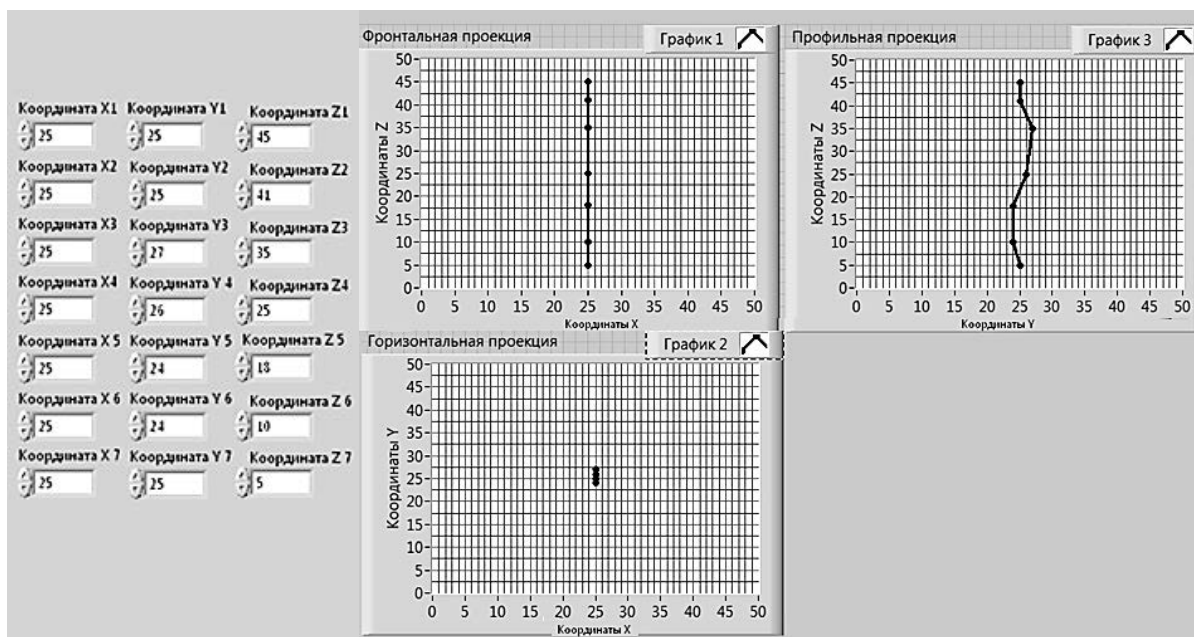 Координата X1 Координата Y1 Координата Z1
25 25 45
Координата X2 Координата Y2 Координата Z2
25 25 41
Координата X3 Координата Y3 Координата Z3
25 27 35
Координата X4 Координата Y 4 Координата Z4
25 26 25
Координата X 5 Координата Y 5 Координата Z 5
25 24 18
Координата X 6 Координата Y 6 Координата Z 6
25 24 10
Координата X 7 Координата Y 7 Координата Z 7
25 25 5
Фронтальная проекция График 1
Координаты Z
50
45
40
35
30
25
20
15
10
5
0
0 5 10 15 20 25 30 35 40 45 50
Координаты X
Профильная проекция График 3
Координаты Z
50
45
40
35
30
25
20
15
10
5
0
0 5 10 15 20 25 30 35 40 45 50
Координаты Y
Горизонтальная проекция График 2
Координаты Y
50
45
40
35
30
25
20
15
10
5
0
0 5 10 15 20 25 30 35 40 45 50
Координаты X